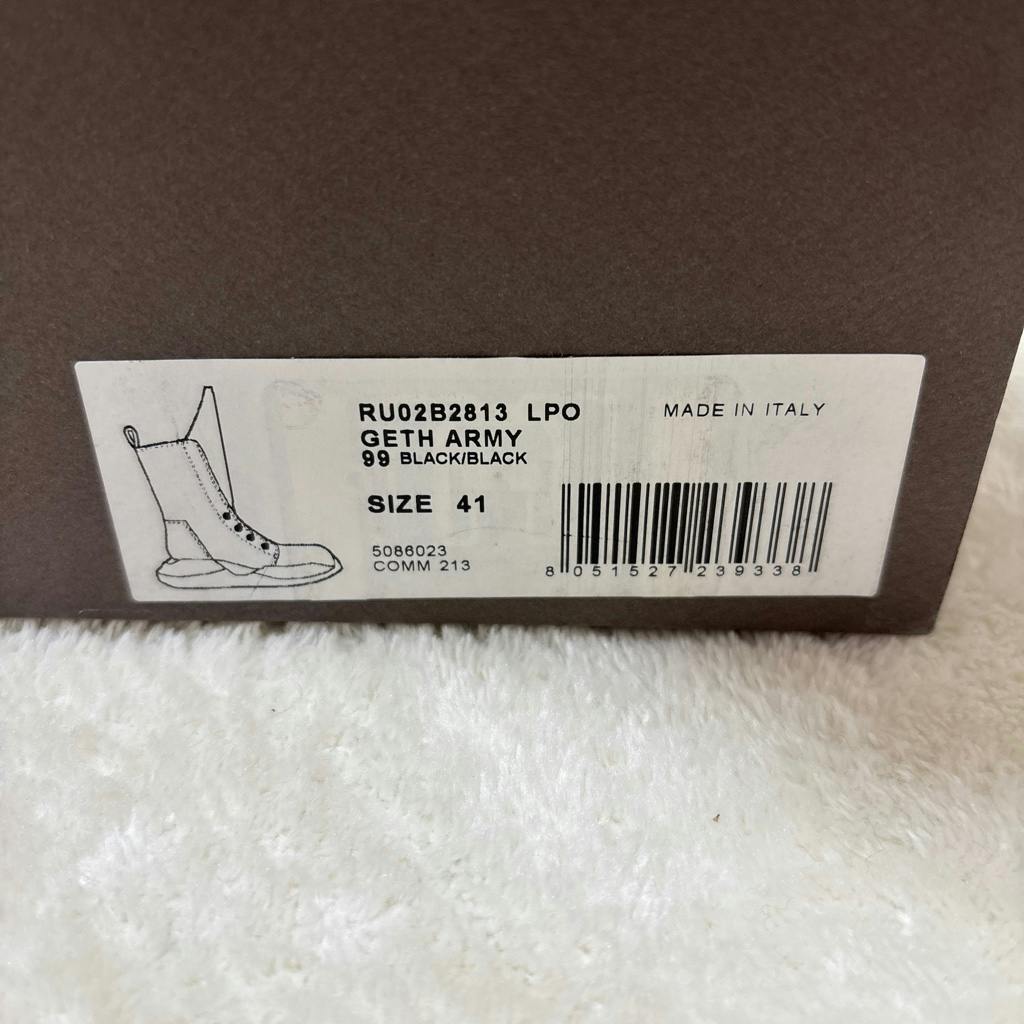 RU02B2813 LPO
MADE IN ITALY
GETH ARMY
99 BLACK/BLACK
SIZE 41
5086023
COMM 213
8 051527 239338